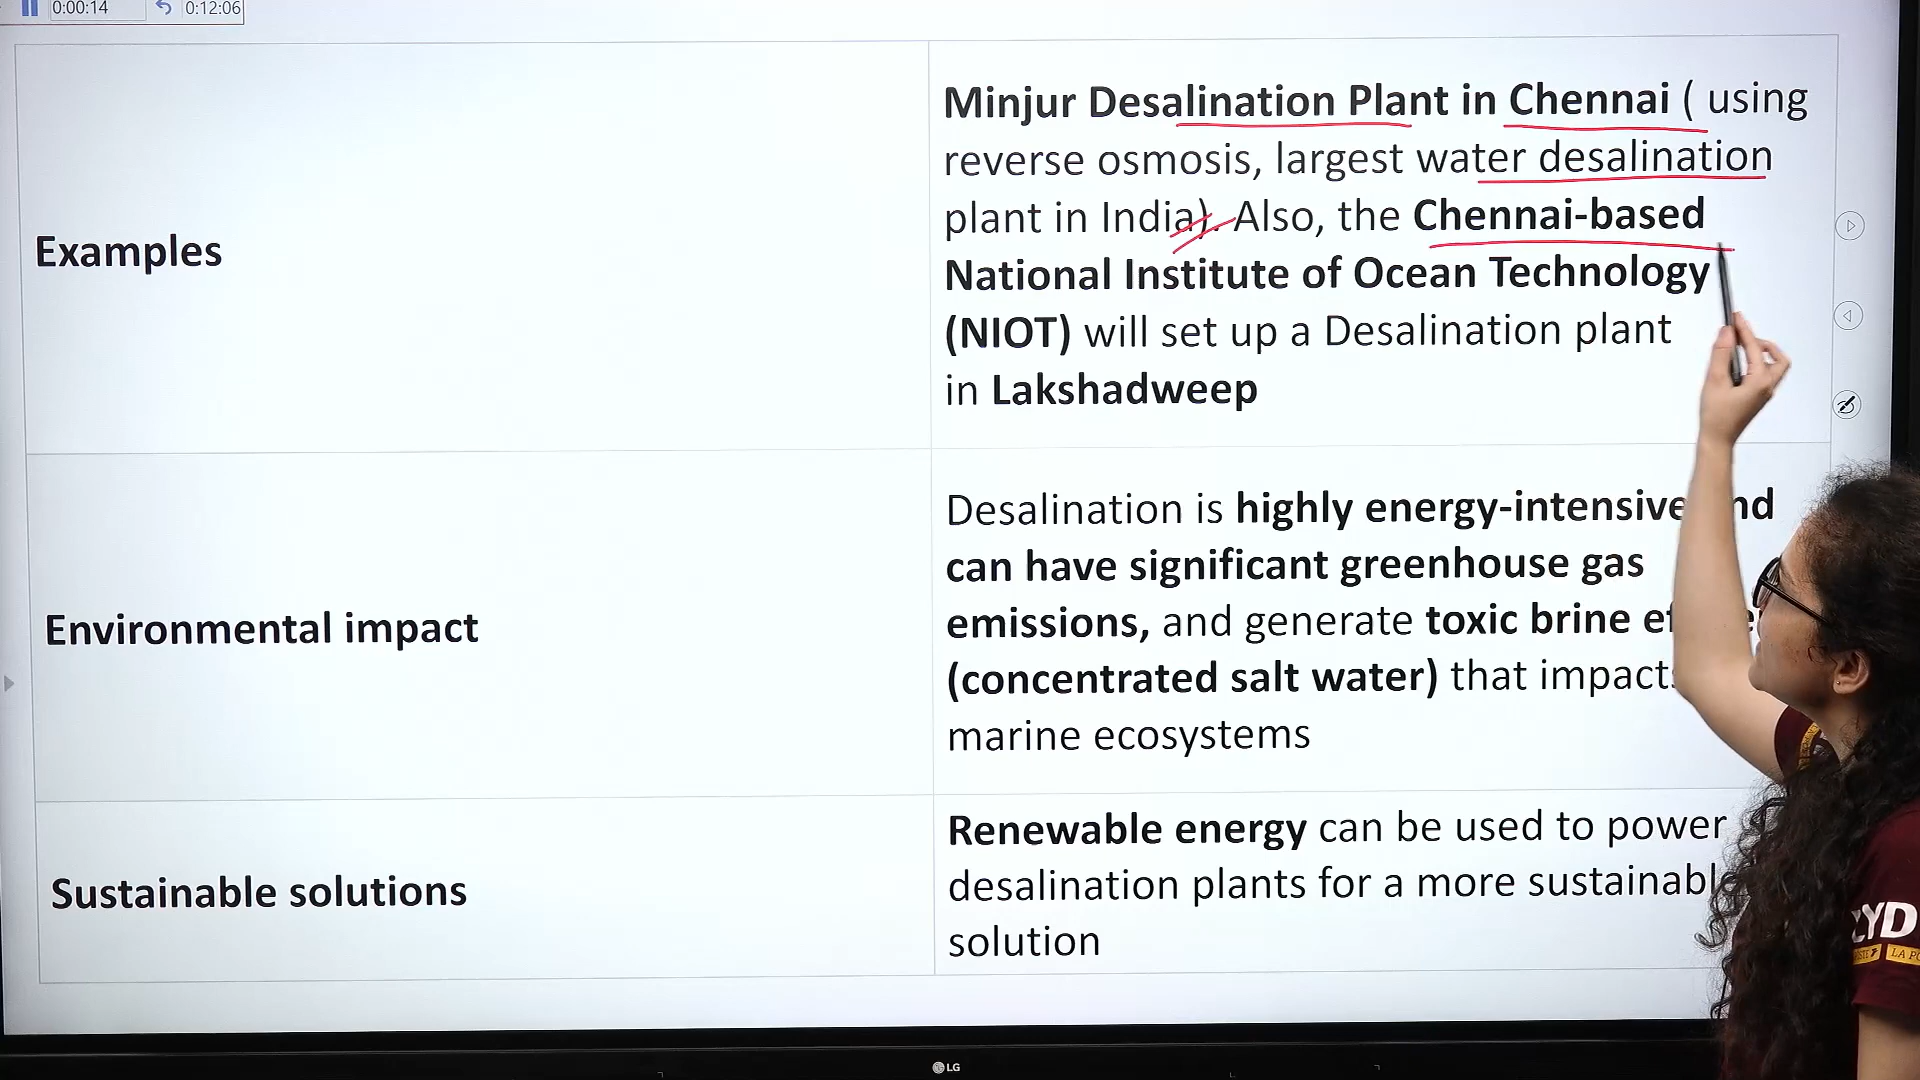 0:00:14
0:12:06
Examples
Minjur Desalination Plant in Chennai ( using
reverse osmosis, largest water desalination
plant in India). Also, the Chennai-based
National Institute of Ocean Technology
(NIOT) will set up a Desalination plant
in Lakshadweep
Environmental impact
Desalination is highly energy-intensive and
can have significant greenhouse gas
emissions, and generate toxic brine
(concentrated salt water) that impacts
marine ecosystems
Sustainable solutions
Renewable energy can be used to power
desalination plants for a more sustainable
solution
LG